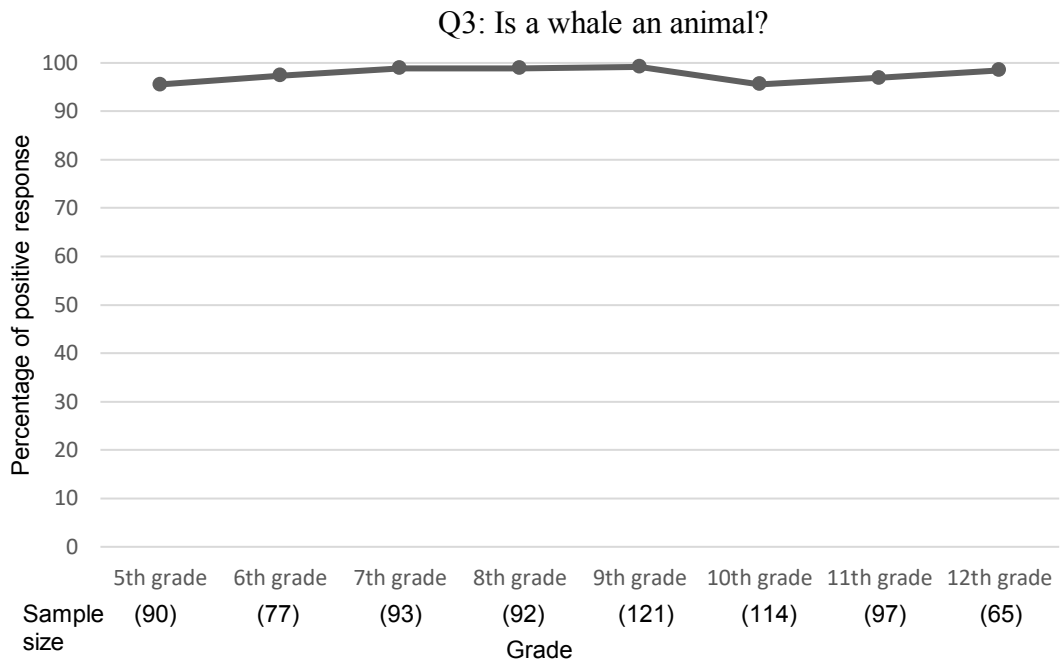 Q3: Is a whale an animal?
100
90
80
70
60
50
40
30
20
10
0
Percentage of positive response
5th grade 6th grade 7th grade 8th grade 9th grade 10th grade 11th grade 12th grade
Sample size (90) (77) (93) (92) (121) (114) (97) (65)
Grade